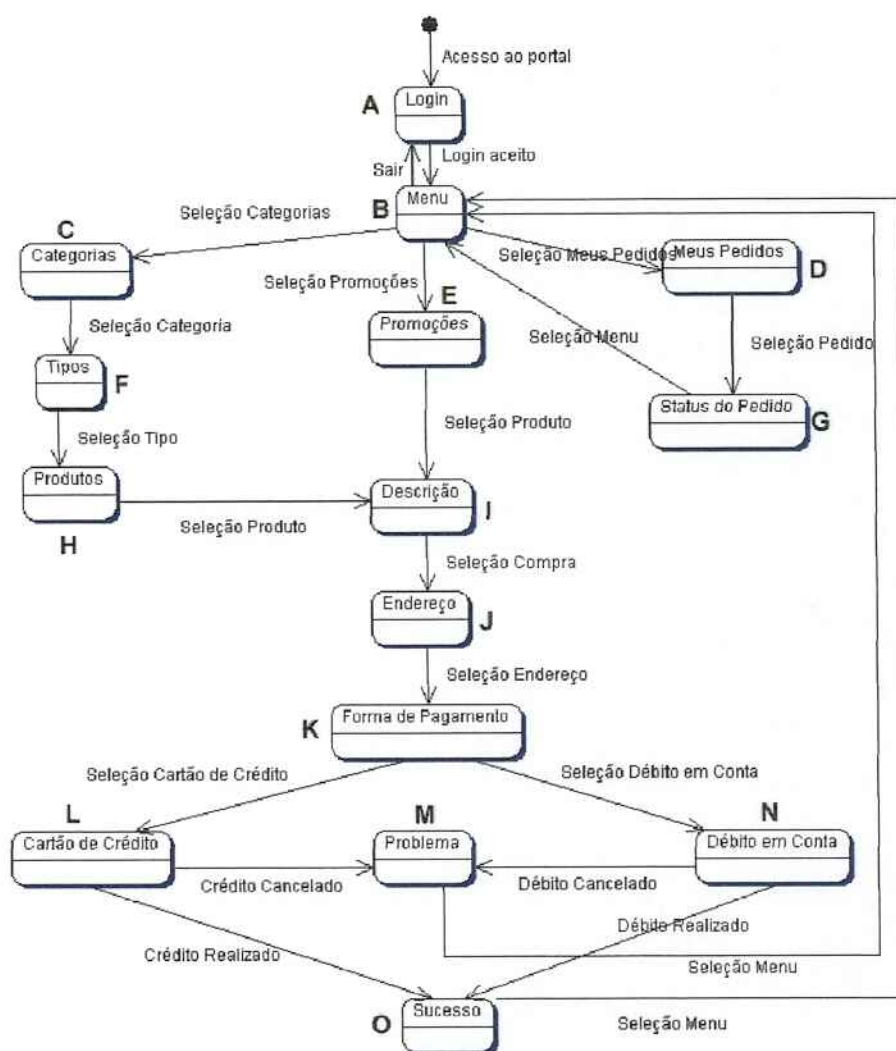 Acesso ao portal
A
Login
Sair
Login aceito
Menu
B
Seleção Categorias
C
Categorias
Seleção Meus Pedidos
Meus Pedidos
D
Seleção Promoções
E
Seleção Categoria
Promoções
Seleção Menu
Seleção Pedido
Tipos
F
Status do Pedido
G
Seleção Tipo
Seleção Produto
Produtos
H
Seleção Produto
Descrição
I
Seleção Compra
Endereço
J
Seleção Endereço
Forma de Pagamento
K
Seleção Cartão de Crédito
Seleção Débito em Conta
L
Cartão de Crédito
M
Problema
N
Débito em Conta
Crédito Cancelado
Débito Cancelado
Crédito Realizado
Débito Realizado
Seleção Menu
Sucesso
O
Seleção Menu